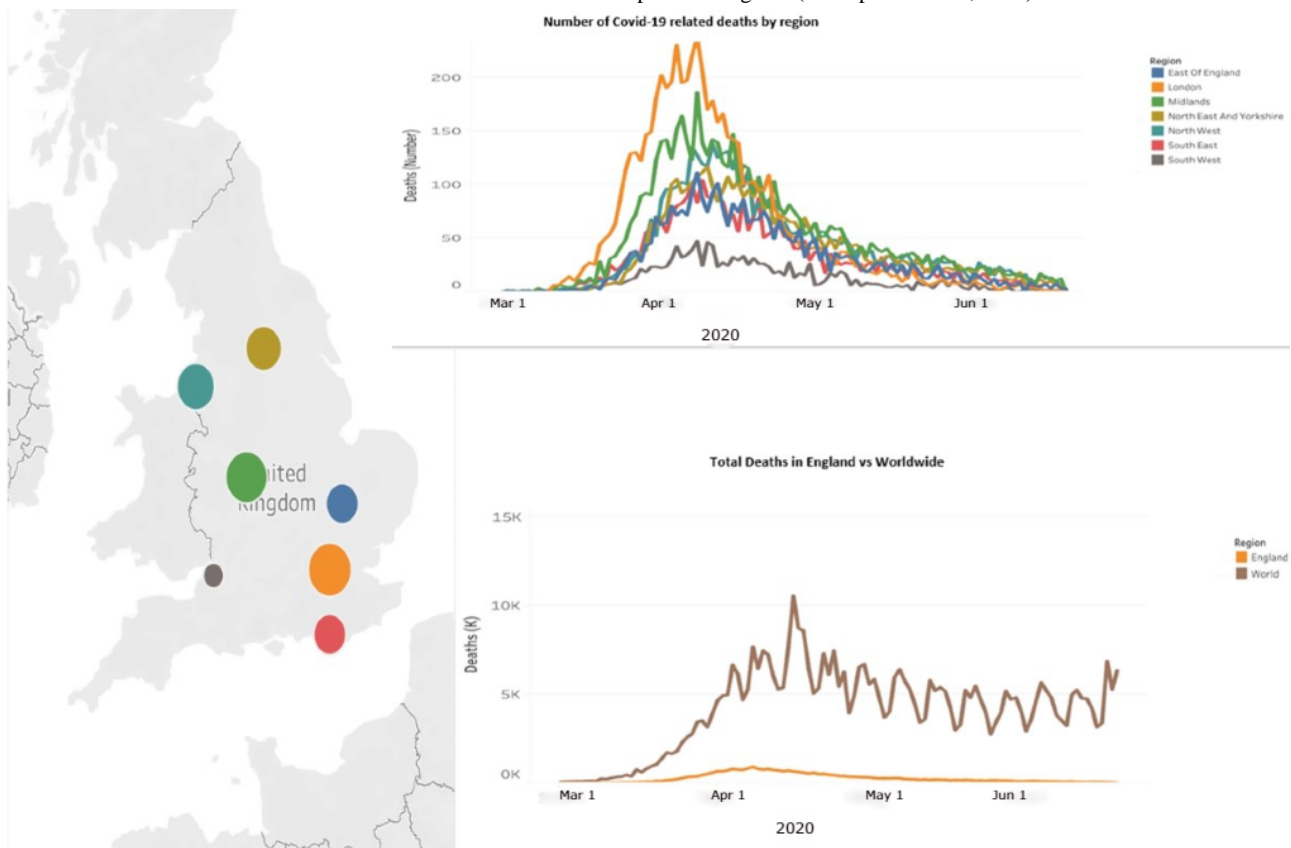 Number of Covid-19 related deaths by region
Deaths (Number)
200
150
100
50
0
Mar 1
Apr 1
May 1
Jun 1
2020
Region
East Of England
London
Midlands
North East And Yorkshire
North West
South East
South West
United
Kingdom
Total Deaths in England vs Worldwide
Deaths (K)
15K
10K
5K
0K
Mar 1
Apr 1
May 1
Jun 1
2020
Region
England
World